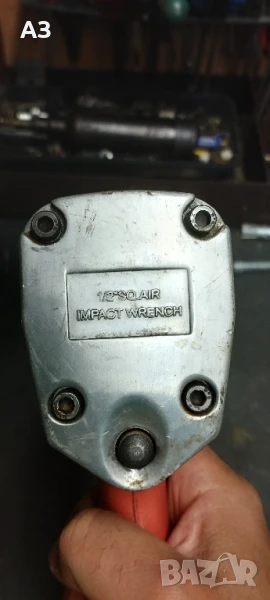 A3
1/2"SQ.AIR
IMPACT WRENCH
BAZAR